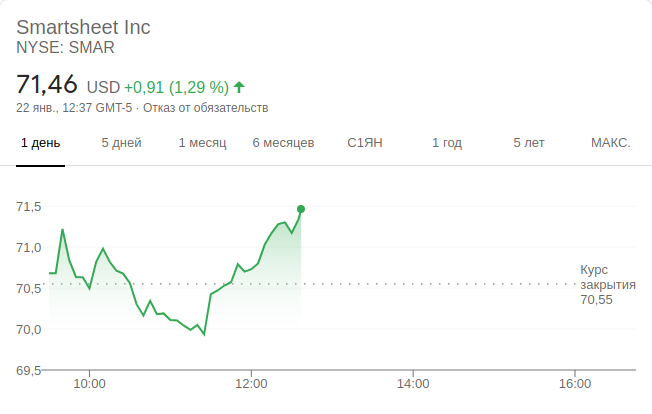 Smartsheet Inc
NYSE: SMAR
71,46 USD +0,91 (1,29 %)
22 янв., 12:37 GMT-5 · Отказ от обязательств
1 день 5 дней 1 месяц 6 месяцев С1ЯН 1 год 5 лет МАКС.
71,5
71,0
70,5
70,0
69,5
Курс
закрытия
70,55
10:00 12:00 14:00 16:00